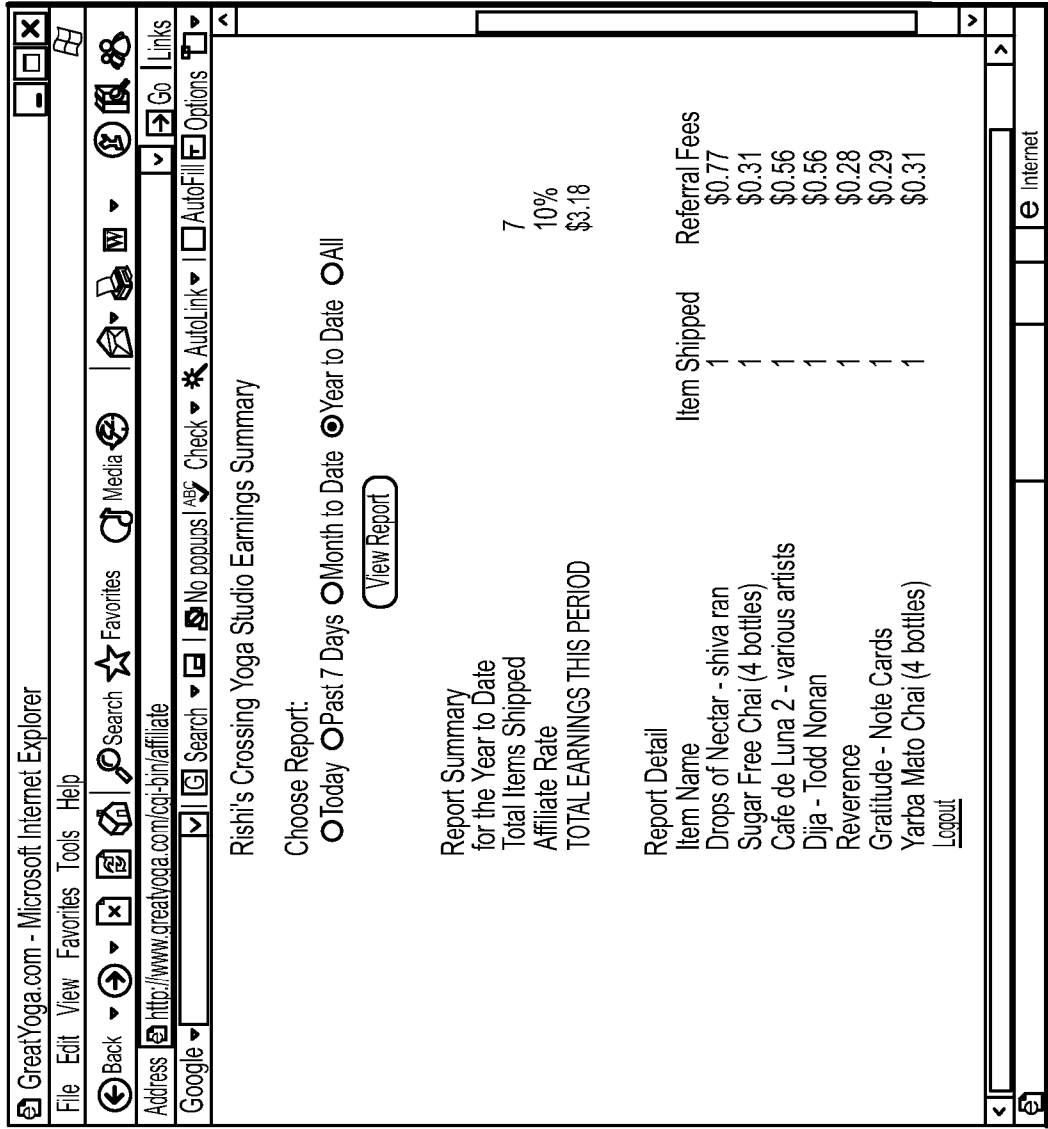 GreatYoga.com - Microsoft Internet Explorer
File Edit View Favorites Tools Help
Back Search Favorites Media W
Address http://www.greatyoga.com/cgi-bin/affiliate Go Links
Google G Search No popups ABC Check AutoLink AutoFill Options
Rishi's Crossing Yoga Studio Earnings Summary
Choose Report:
Today Past 7 Days Month to Date Year to Date All
View Report
Report Summary
for the Year to Date
Total Items Shipped 7
Affiliate Rate 10%
TOTAL EARNINGS THIS PERIOD $3.18
Report Detail
Item Name Item Shipped Referral Fees
Drops of Nectar - shiva ran 1 $0.77
Sugar Free Chai (4 bottles) 1 $0.31
Cafe de Luna 2 - various artists 1 $0.56
Dija - Todd Nonan 1 $0.56
Reverence 1 $0.28
Gratitude - Note Cards 1 $0.29
Yarba Mato Chai (4 bottles) 1 $0.31
Logout
Internet